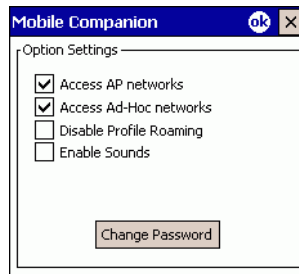 Mobile Companion ok
Option Settings
Access AP networks
Access Ad-Hoc networks
Disable Profile Roaming
Enable Sounds
Change Password